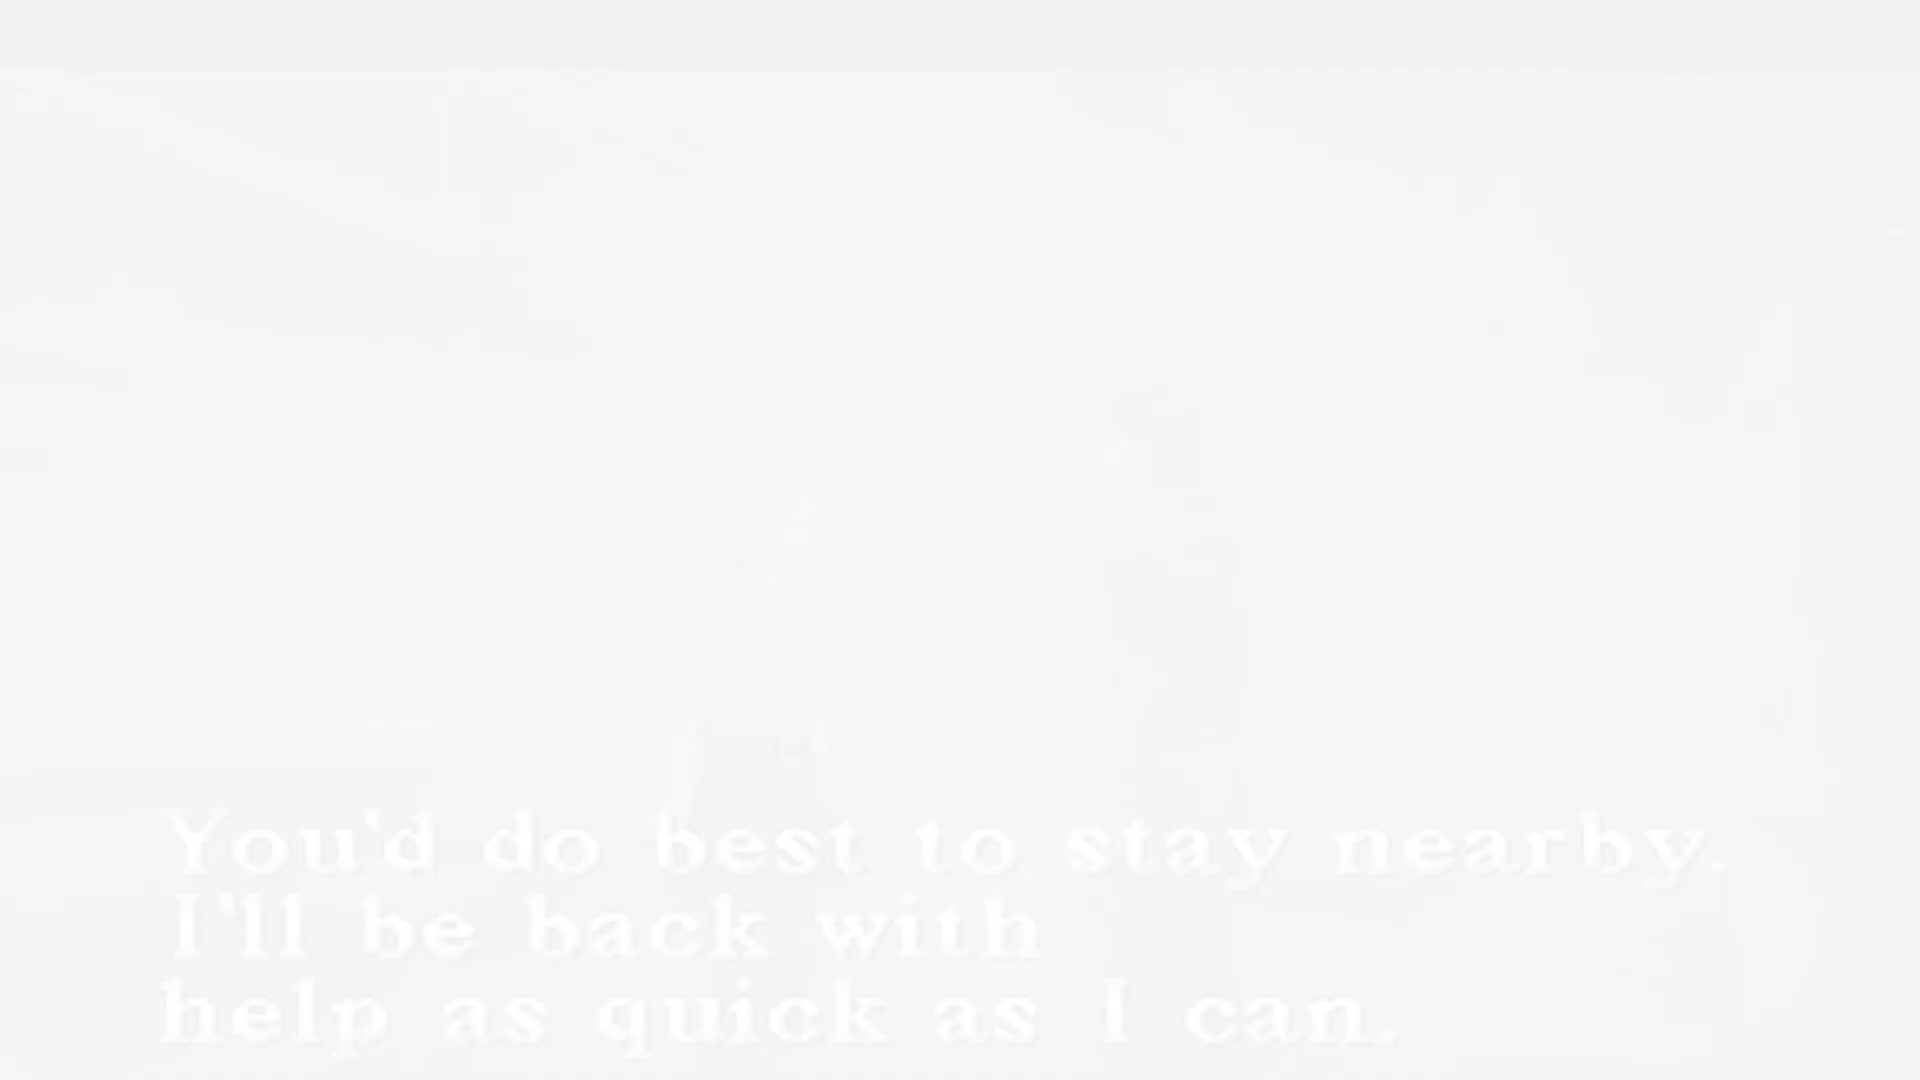 You'd do best to stay nearby.
I'll be back with
help as quick as I can.